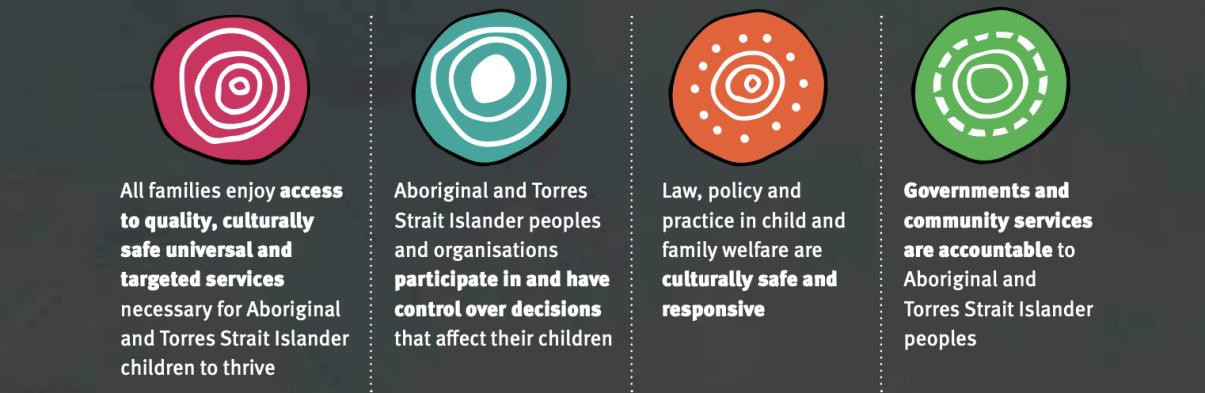 All families enjoy access
to quality, culturally
safe universal and
targeted services
necessary for Aboriginal
and Torres Strait Islander
children to thrive
Aboriginal and Torres
Strait Islander peoples
and organisations
participate in and have
control over decisions
that affect their children
Law, policy and
practice in child and
family welfare are
culturally safe and
responsive
Governments and
community services
are accountable to
Aboriginal and
Torres Strait Islander
peoples